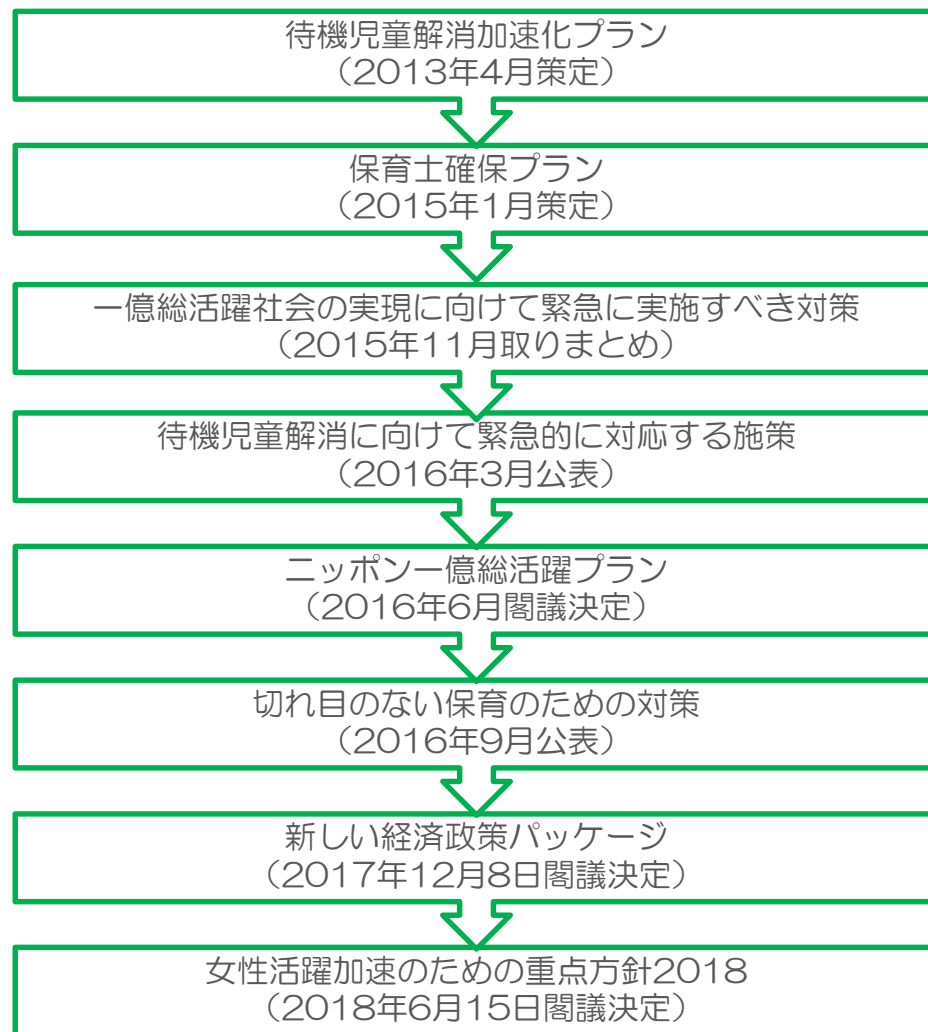 待機児童解消加速化プラン
（2013年4月策定）
保育士確保プラン
（2015年1月策定）
一億総活躍社会の実現に向けて緊急に実施すべき対策
（2015年11月取りまとめ）
待機児童解消に向けて緊急的に対応する施策
（2016年3月公表）
ニッポン一億総活躍プラン
（2016年6月閣議決定）
切れ目のない保育のための対策
（2016年9月公表）
新しい経済政策パッケージ
（2017年12月8日閣議決定）
女性活躍加速のための重点方針2018
（2018年6月15日閣議決定）